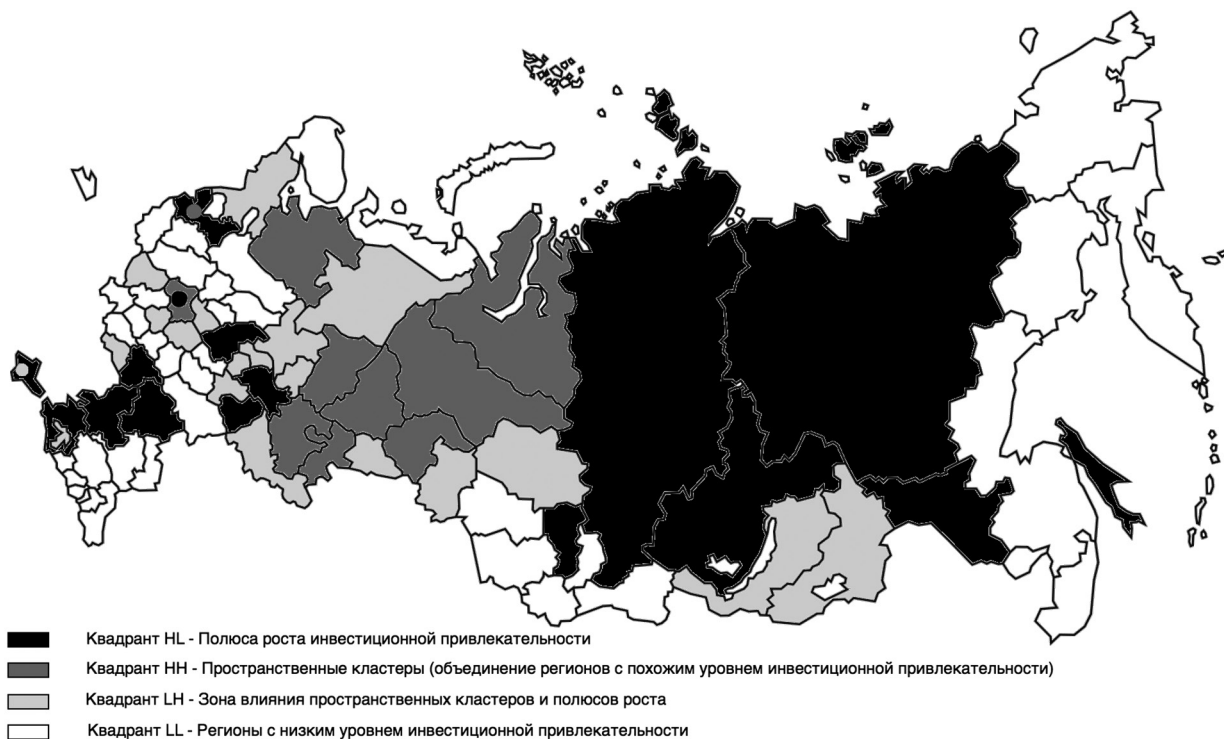 Квадрант HL - Полюса роста инвестиционной привлекательности
Квадрант HH - Пространственные кластеры (объединение регионов с похожим уровнем инвестиционной привлекательности)
Квадрант LH - Зона влияния пространственных кластеров и полюсов роста
Квадрант LL - Регионы с низким уровнем инвестиционной привлекательности